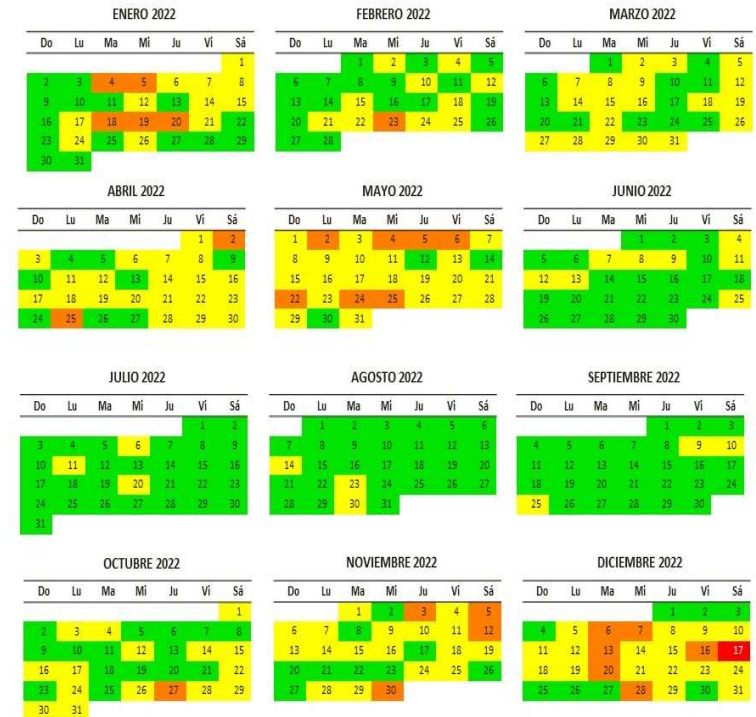 ENERO 2022 FEBRERO 2022 MARZO 2022
Do Lu Ma Mi Ju Vi Sá Do Lu Ma Mi Ju Vi Sá Do Lu Ma Mi Ju Vi Sá
1 1 2 3 4 5 1 2 3 4 5
2 3 4 5 6 7 8 6 7 8 9 10 11 12 6 7 8 9 10 11 12
9 10 11 12 13 14 15 13 14 15 16 17 18 19 13 14 15 16 17 18 19
16 17 18 19 20 21 22 20 21 22 23 24 25 26 20 21 22 23 24 25 26
23 24 25 26 27 28 29 27 28 27 28 29 30 31
30 31
ABRIL 2022 MAYO 2022 JUNIO 2022
Do Lu Ma Mi Ju Vi Sá Do Lu Ma Mi Ju Vi Sá Do Lu Ma Mi Ju Vi Sá
1 2 1 2 3 4 5 6 7 1 2 3 4
3 4 5 6 7 8 9 8 9 10 11 12 13 14 5 6 7 8 9 10 11
10 11 12 13 14 15 16 15 16 17 18 19 20 21 12 13 14 15 16 17 18
17 18 19 20 21 22 23 22 23 24 25 26 27 28 19 20 21 22 23 24 25
24 25 26 27 28 29 30 29 30 31 26 27 28 29 30
JULIO 2022 AGOSTO 2022 SEPTIEMBRE 2022
Do Lu Ma Mi Ju Vi Sá Do Lu Ma Mi Ju Vi Sá Do Lu Ma Mi Ju Vi Sá
1 2 1 2 3 4 5 6 1 2 3
3 4 5 6 7 8 9 7 8 9 10 11 12 13 4 5 6 7 8 9 10
10 11 12 13 14 15 16 14 15 16 17 18 19 20 11 12 13 14 15 16 17
17 18 19 20 21 22 23 21 22 23 24 25 26 27 18 19 20 21 22 23 24
24 25 26 27 28 29 30 28 29 30 31 25 26 27 28 29 30
31
OCTUBRE 2022 NOVIEMBRE 2022 DICIEMBRE 2022
Do Lu Ma Mi Ju Vi Sá Do Lu Ma Mi Ju Vi Sá Do Lu Ma Mi Ju Vi Sá
1 1 2 3 4 5 1 2 3
2 3 4 5 6 7 8 6 7 8 9 10 11 12 4 5 6 7 8 9 10
9 10 11 12 13 14 15 13 14 15 16 17 18 19 11 12 13 14 15 16 17
16 17 18 19 20 21 22 20 21 22 23 24 25 26 18 19 20 21 22 23 24
23 24 25 26 27 28 29 27 28 29 30 25 26 27 28 29 30 31
30 31